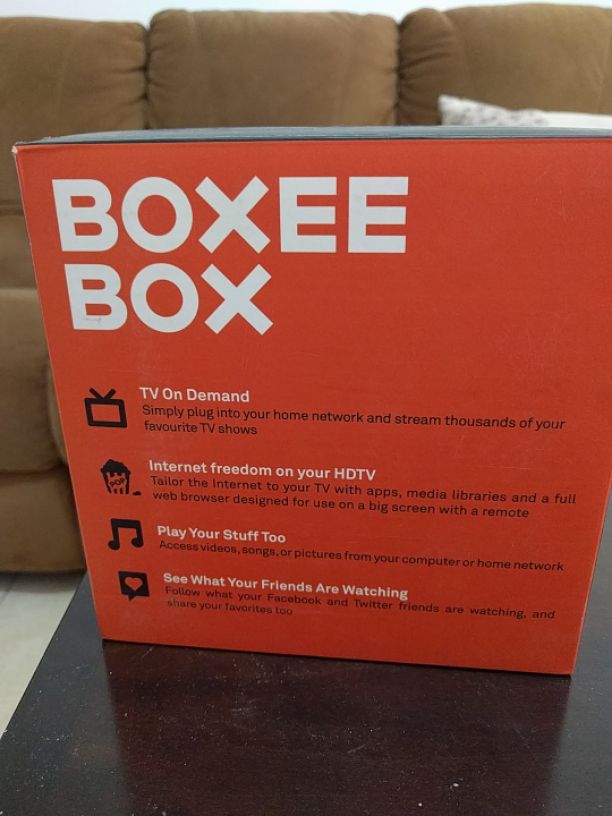 BOXEE
BOX
TV On Demand
Simply plug into your home network and stream thousands of your
favourite TV shows
POP
Internet freedom on your HDTV
Tailor the Internet to your TV with apps, media libraries and a full
web browser designed for use on a big screen with a remote
Play Your Stuff Too
Access videos, songs, or pictures from your computer or home network
See What Your Friends Are Watching
Follow what your Facebook and Twitter friends are watching, and
share your favorites too